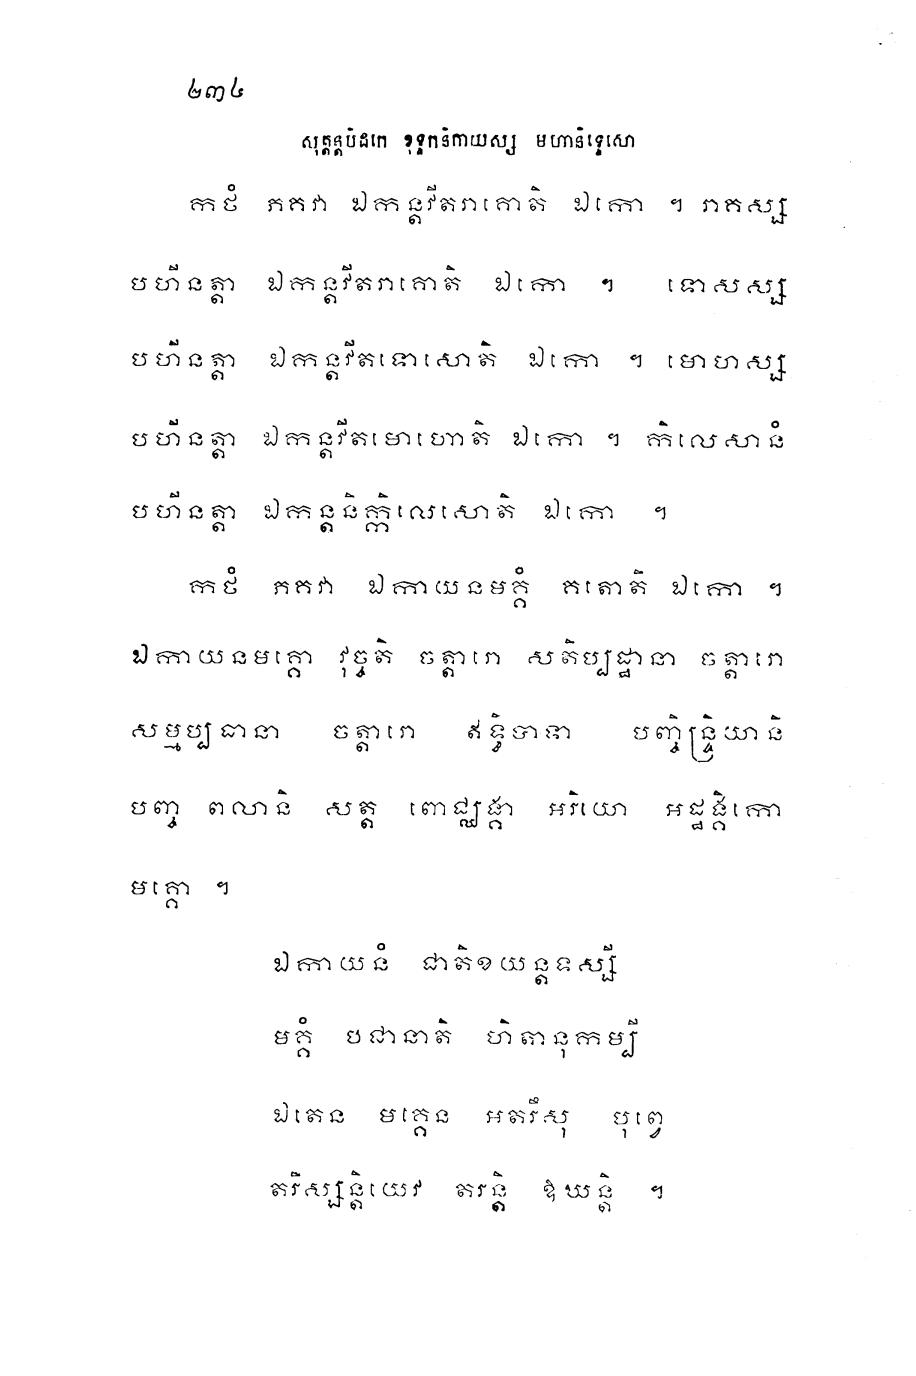 ២៣៤
សុត្តន្តបិដកេ ខុទ្ទកនិកាយស្ស មហានិទ្ទេសោ
កថំ ភគវា ឯកន្តវីតរាគោតិ ឯកោ ។ រាគស្ស
បហីនត្តា ឯកន្តវីតរាគោតិ ឯកោ ។ ទោសស្ស
បហីនត្តា ឯកន្តវីតទោសោតិ ឯកោ ។ មោហស្ស
បហីនត្តា ឯកន្តវីតមោហោតិ ឯកោ ។ កិលេសានំ
បហីនត្តា ឯកន្តនិក្កិលេសោតិ ឯកោ ។
កថំ ភគវា ឯកាយនមគ្គំ គតោតិ ឯកោ ។
ឯកាយនមគ្គោ វុច្ចតិ ចត្តារោ សតិប្បដ្ឋានា ចត្តារោ
សម្មប្បធានា ចត្តារោ ឥទ្ធិបាទា បញ្ចិន្ទ្រិយានិ
បញ្ច ពលានិ សត្ត ពោជ្ឈង្គា អរិយោ អដ្ឋង្គិកោ
មគ្គោ ។
ឯកាយនំ ជាតិខយន្តទស្សី
មគ្គំ បជានាតិ ហិតានុកម្បី
ឯតេន មគ្គេន អតរឹសុ បុព្វេ
តរិស្សន្តិយេវ តរន្តិ ឱឃន្តិ ។